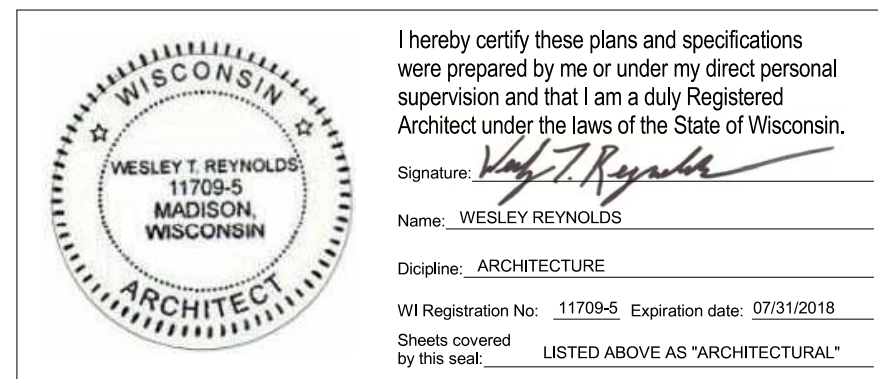 WISCONSIN
WESLEY T. REYNOLDS
11709-5
MADISON,
WISCONSIN
ARCHITECT
I hereby certify these plans and specifications
were prepared by me or under my direct personal
supervision and that I am a duly Registered
Architect under the laws of the State of Wisconsin.
Signature: Wesley T. Reynolds
Name: WESLEY REYNOLDS
Dicipline: ARCHITECTURE
WI Registration No: 11709-5 Expiration date: 07/31/2018
Sheets covered
by this seal: LISTED ABOVE AS "ARCHITECTURAL"